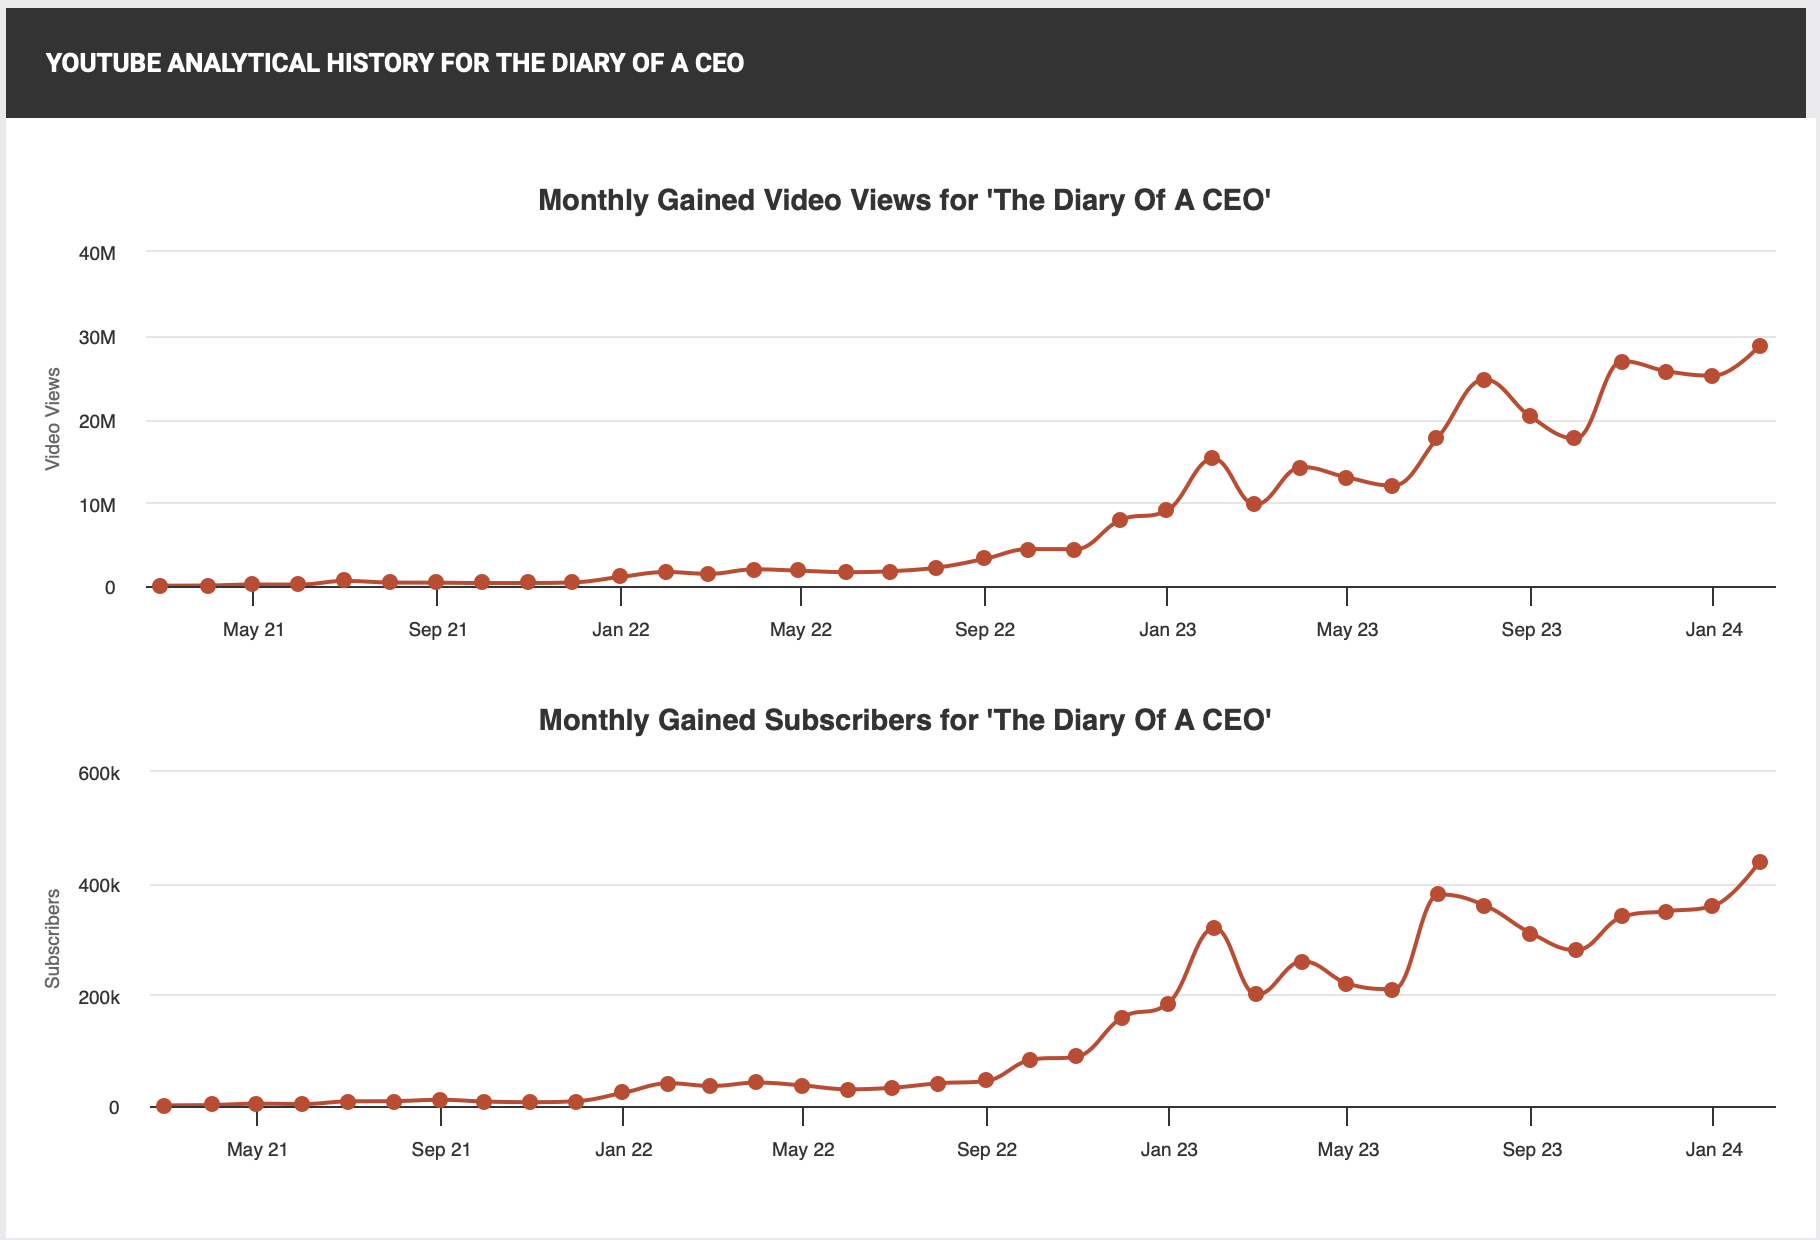 YOUTUBE ANALYTICAL HISTORY FOR THE DIARY OF A CEO
Monthly Gained Video Views for 'The Diary Of A CEO'
40M
30M
20M
10M
0
Video Views
May 21 Sep 21 Jan 22 May 22 Sep 22 Jan 23 May 23 Sep 23 Jan 24
Monthly Gained Subscribers for 'The Diary Of A CEO'
600k
400k
200k
0
Subscribers
May 21 Sep 21 Jan 22 May 22 Sep 22 Jan 23 May 23 Sep 23 Jan 24